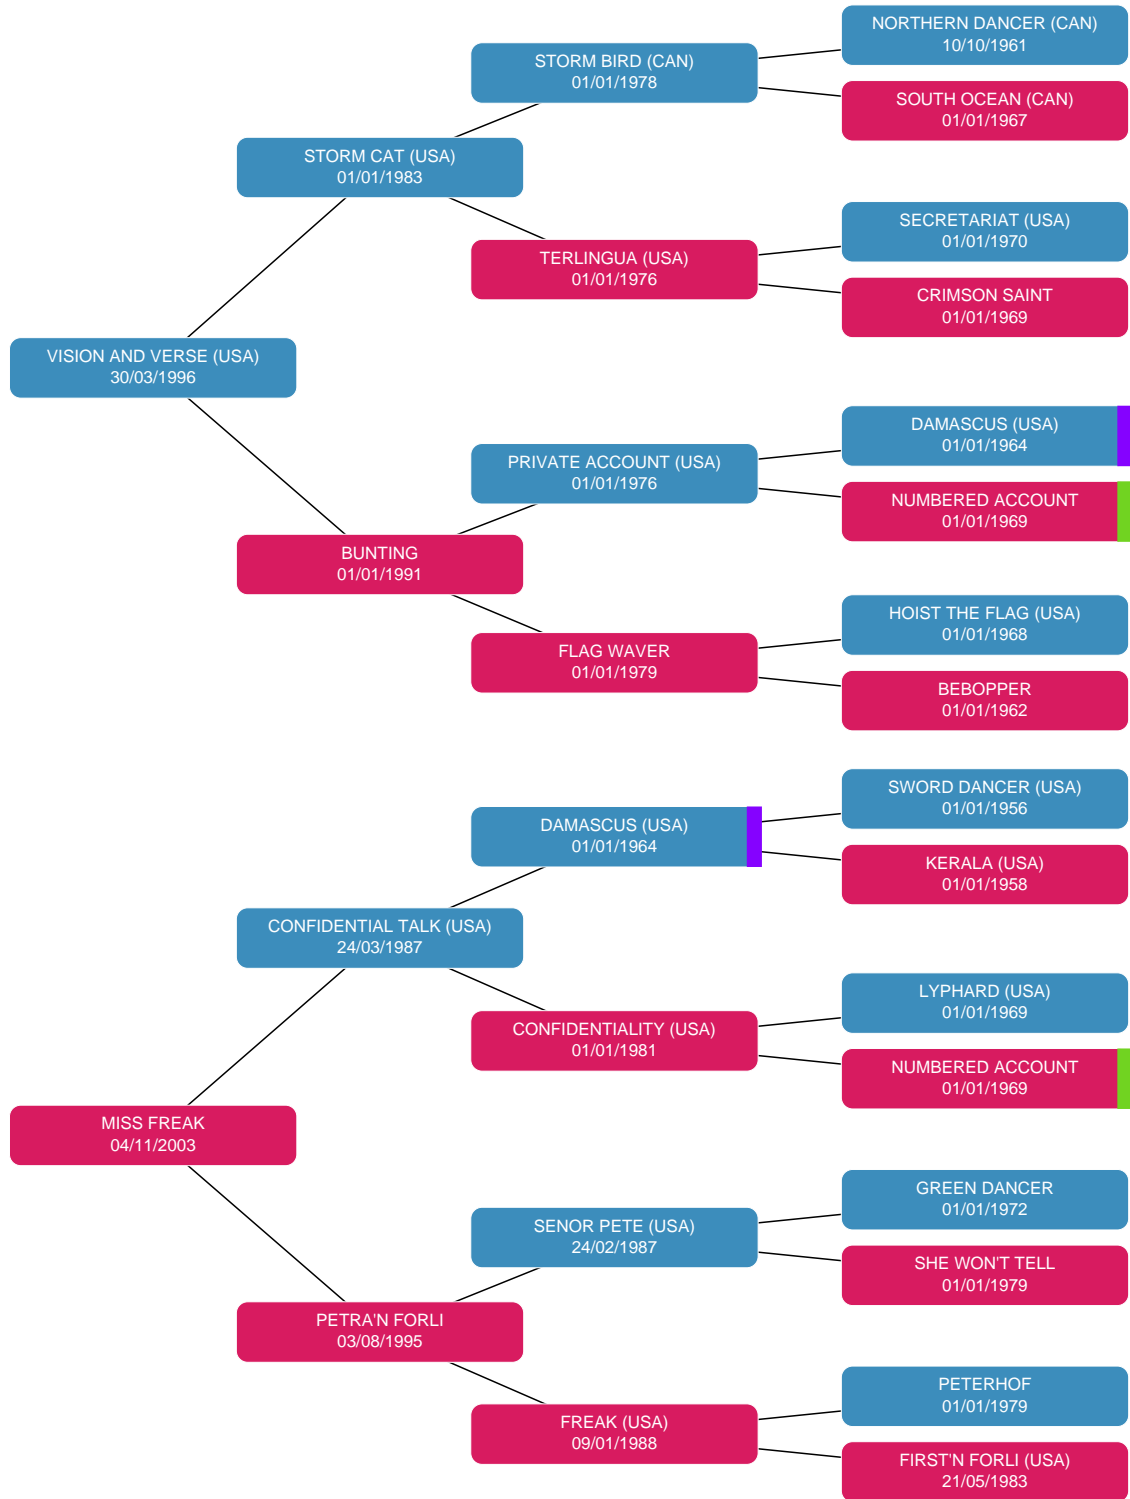 NORTHERN DANCER (CAN)
10/10/1961
STORM BIRD (CAN)
01/01/1978
SOUTH OCEAN (CAN)
01/01/1967
STORM CAT (USA)
01/01/1983
SECRETARIAT (USA)
01/01/1970
TERLINGUA (USA)
01/01/1976
CRIMSON SAINT
01/01/1969
VISION AND VERSE (USA)
30/03/1996
DAMASCUS (USA)
01/01/1964
PRIVATE ACCOUNT (USA)
01/01/1976
NUMBERED ACCOUNT
01/01/1969
BUNTING
01/01/1991
HOIST THE FLAG (USA)
01/01/1968
FLAG WAVER
01/01/1979
BEBOPPER
01/01/1962
SWORD DANCER (USA)
01/01/1956
DAMASCUS (USA)
01/01/1964
KERALA (USA)
01/01/1958
CONFIDENTIAL TALK (USA)
24/03/1987
LYPHARD (USA)
01/01/1969
CONFIDENTIALITY (USA)
01/01/1981
NUMBERED ACCOUNT
01/01/1969
MISS FREAK
04/11/2003
GREEN DANCER
01/01/1972
SENOR PETE (USA)
24/02/1987
SHE WON'T TELL
01/01/1979
PETRA'N FORLI
03/08/1995
PETERHOF
01/01/1979
FREAK (USA)
09/01/1988
FIRST'N FORLI (USA)
21/05/1983